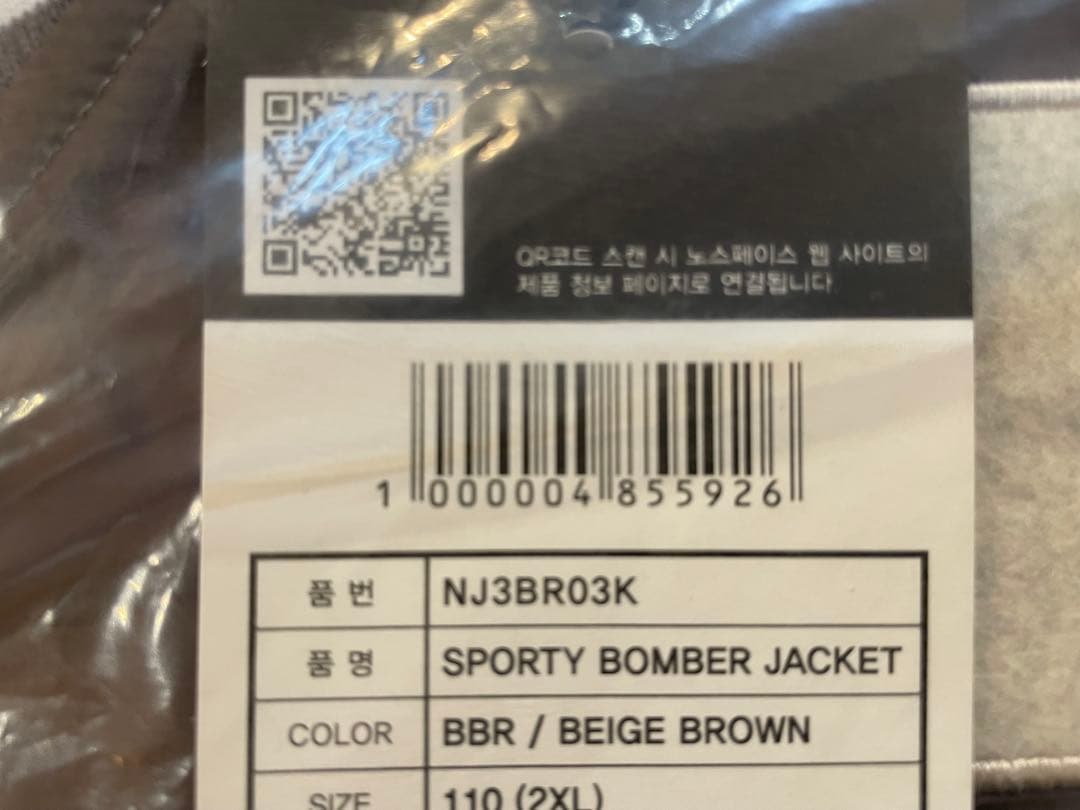 QR코드 스캔 시 노스페이스 웹 사이트의
제품 정보 페이지로 연결됩니다.
1 000004 855926
품 번 NJ3BR03K
품 명 SPORTY BOMBER JACKET
COLOR BBR / BEIGE BROWN
SIZE 110 (2XL)